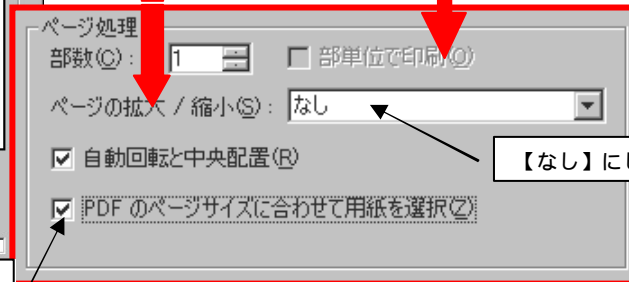 ページ処理
部数(C): 1 部単位で印刷(O)
ページの拡大 / 縮小(S): なし
【なし】に
自動回転と中央配置(R)
PDF のページサイズに合わせて用紙を選択(Z)